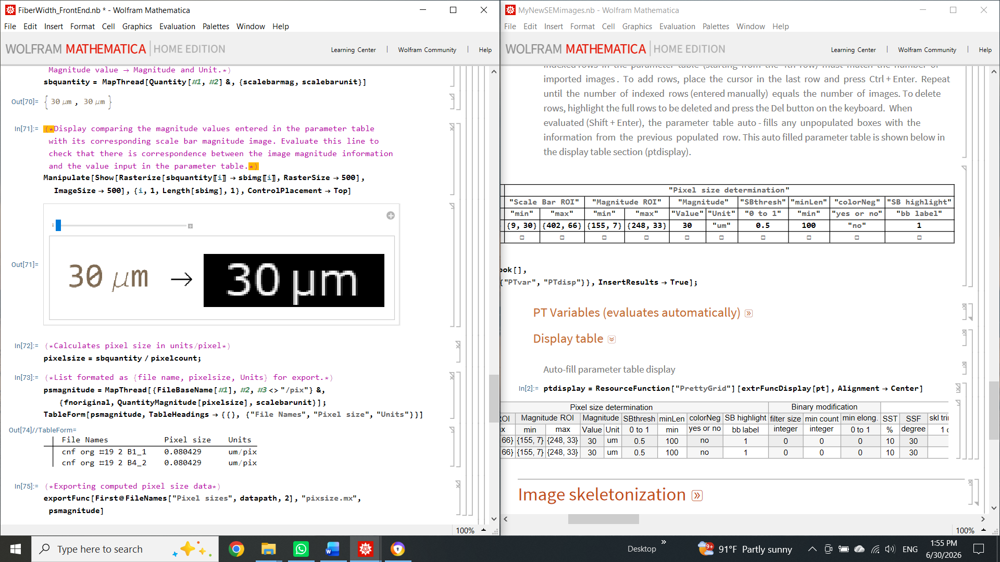 FiberWidth_FrontEnd.nb * - Wolfram Mathematica
File Edit Insert Format Cell Graphics Evaluation Palettes Window Help
WOLFRAM MATHEMATICA | HOME EDITION
Learning Center | Wolfram Community | Help
Magnitude value → Magnitude and Unit.*)
sbquantity = MapThread[Quantity[#1, #2] &, {scalebarmag, scalebarunit}]
Out[70]= { 30 µm , 30 µm }
In[71]:= (*Display comparing the magnitude values entered in the parameter table
with its corresponding scale bar magnitude image. Evaluate this line to
check that there is correspondence between the image magnitude information
and the value input in the parameter table.*)
Manipulate[Show[Rasterize[sbquantity⟦i⟧ → sbimg⟦i⟧, RasterSize → 500],
ImageSize → 500], {i, 1, Length[sbimg], 1}, ControlPlacement → Top]
i
Out[71]=
30 µm → 30 µm
In[72]:= (*Calculates pixel size in units/pixel*)
pixelsize = sbquantity / pixelcount;
In[73]:= (*List formated as {file name, pixelsize, Units} for export.*)
psmagnitude = MapThread[{FileBaseName[#1], #2, #3 <> "/pix"} &,
{fnoriginal, QuantityMagnitude[pixelsize], scalebarunit}];
TableForm[psmagnitude, TableHeadings → {{}, {"File Names", "Pixel size", "Units"}}]
Out[74]//TableForm=
File Names Pixel size Units
cnf org #19 2 B1_1 0.080429 um/pix
cnf org #19 2 B4_2 0.080429 um/pix
In[75]:= (*Exporting computed pixel size data*)
exportFunc[First@FileNames["Pixel sizes", datapath, 2], "pixsize.mx",
psmagnitude]
100%
MyNewSEMimages.nb - Wolfram Mathematica
File Edit Insert Format Cell Graphics Evaluation Palettes Window Help
WOLFRAM MATHEMATICA | HOME EDITION
Learning Center | Wolfram Community | Help
indexed rows in the parameter table (starting from the 4th row) must match the number of
imported images. To add rows, place the cursor in the last row and press Ctrl + Enter. Repeat
until the number of indexed rows (entered manually) equals the number of images. To delete
rows, highlight the full rows to be deleted and press the Del button on the keyboard. When
evaluated (Shift + Enter), the parameter table auto - fills any unpopulated boxes with the
information from the previous populated row. This auto filled parameter table is shown below in
the display table section (ptdisplay).
"Pixel size determination"
"Scale Bar ROI" "Magnitude ROI" "Magnitude" "SBthresh" "minLen" "colorNeg" "SB highlight"
"min" "max" "min" "max" "Value" "Unit" "0 to 1" "min" "yes or no" "bb label"
{9, 30} {402, 66} {155, 7} {248, 33} 30 "um" 0.5 100 "no" 1
ook[],
{"PTvar", "PTdisp"}}, InsertResults → True];
PT Variables (evaluates automatically)
Display table
Auto-fill parameter table display
In[2]:= ptdisplay = ResourceFunction["PrettyGrid"][extrFuncDisplay[pt], Alignment → Center]
Pixel size determination Binary modification
ROI Magnitude ROI Magnitude SBthresh minLen colorNeg SB highlight filter size min count min elong. SST SSF skl tri
x min max Value Unit 0 to 1 min yes or no bb label integer integer 0 to 1 % degree 1
66} {155, 7} {248, 33} 30 um 0.5 100 no 1 0 0 0 10 30
66} {155, 7} {248, 33} 30 um 0.5 100 no 1 0 0 0 10 30
Image skeletonization
100%
Type here to search
Desktop
9+
91°F Partly sunny
ENG
1:55 PM
6/30/2026